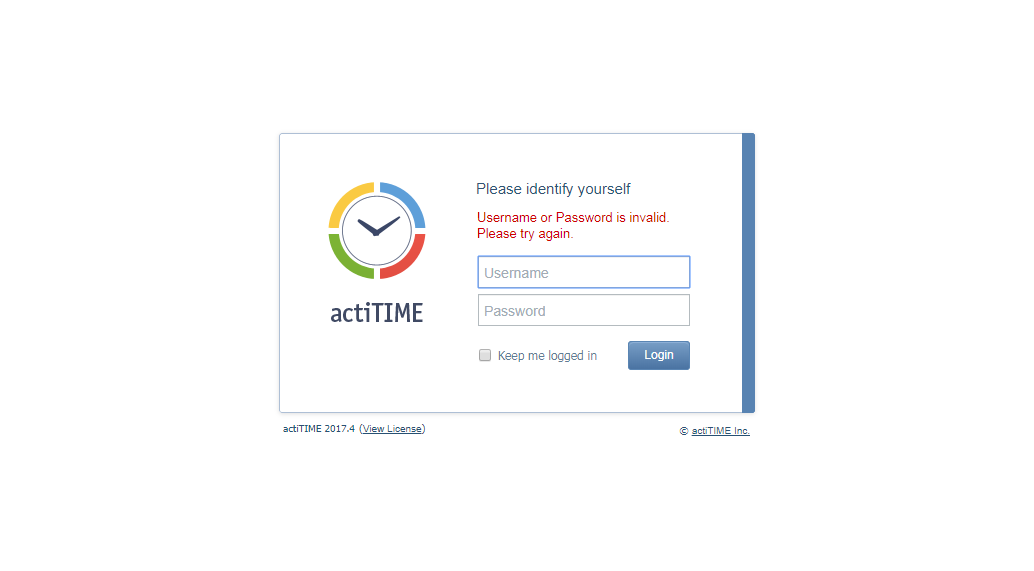 Please identify yourself
Username or Password is invalid.
Please try again.
Username
Password
Keep me logged in
Login
actiTIME
actiTIME 2017.4 (View License)
© actiTIME Inc.